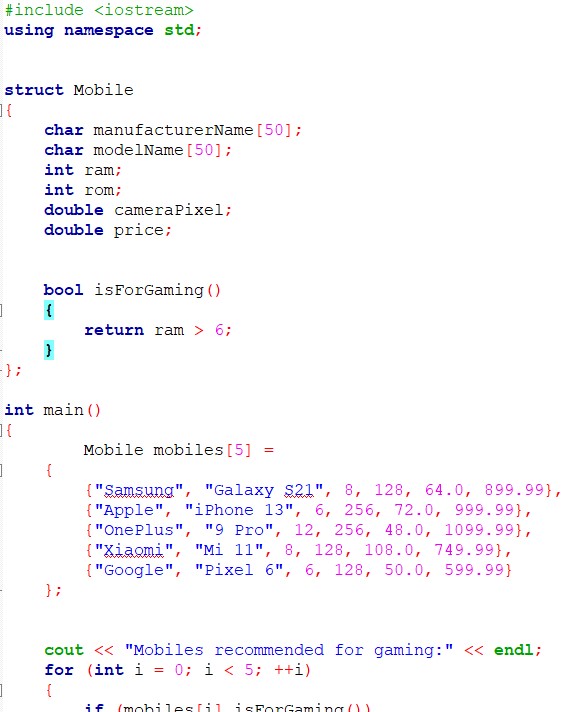 #include <iostream>
using namespace std;
struct Mobile
{
    char manufacturerName[50];
    char modelName[50];
    int ram;
    int rom;
    double cameraPixel;
    double price;
    bool isForGaming()
    {
        return ram > 6;
    }
};
int main()
{
        Mobile mobiles[5] =
    {
        {"Samsung", "Galaxy S21", 8, 128, 64.0, 899.99},
        {"Apple", "iPhone 13", 6, 256, 72.0, 999.99},
        {"OnePlus", "9 Pro", 12, 256, 48.0, 1099.99},
        {"Xiaomi", "Mi 11", 8, 128, 108.0, 749.99},
        {"Google", "Pixel 6", 6, 128, 50.0, 599.99}
    };
    cout << "Mobiles recommended for gaming:" << endl;
    for (int i = 0; i < 5; ++i)
    {
        if (mobiles[i].isForGaming())